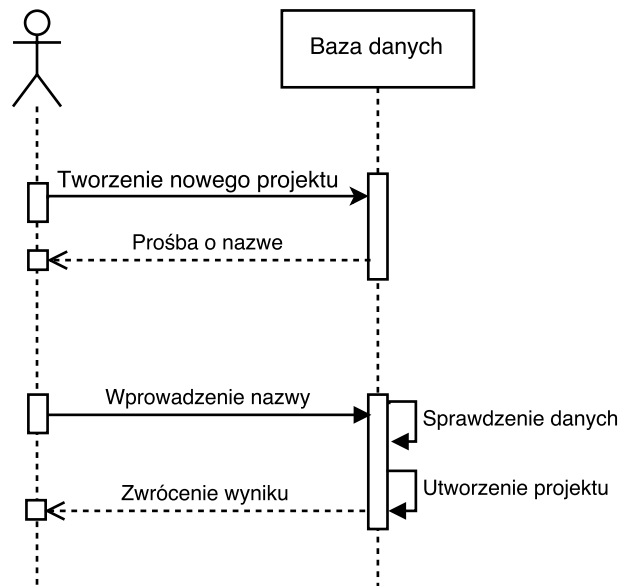 Baza danych
Tworzenie nowego projektu
Prośba o nazwe
Wprowadzenie nazwy
Sprawdzenie danych
Utworzenie projektu
Zwrócenie wyniku